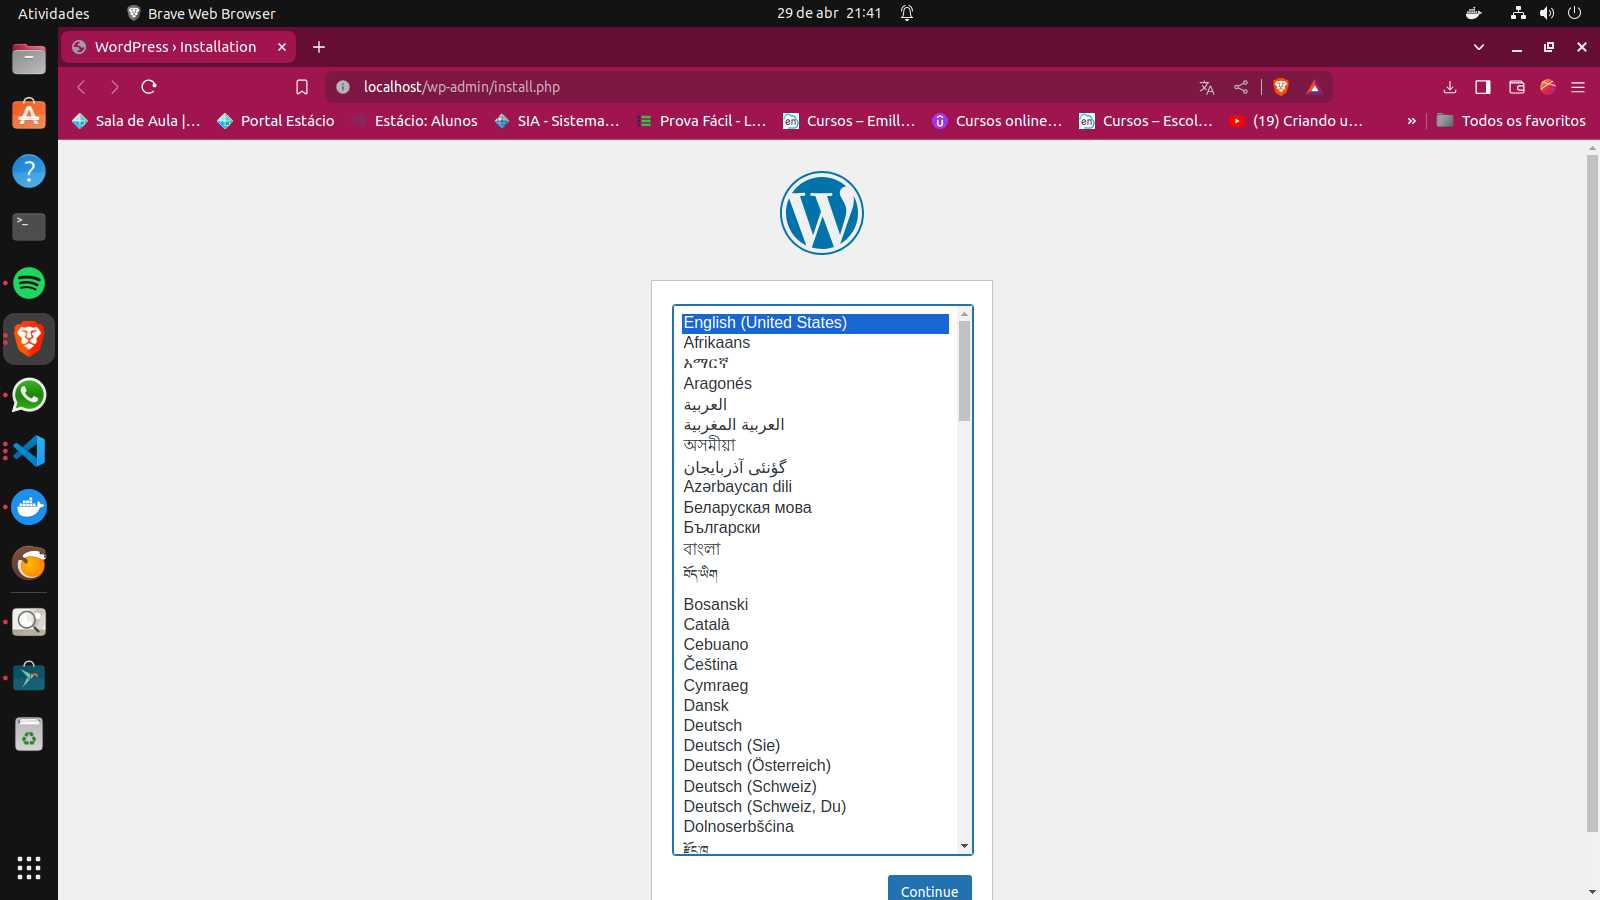 Atividades
Brave Web Browser
29 de abr 21:41
WordPress › Installation
localhost/wp-admin/install.php
Sala de Aula |...
Portal Estácio
Estácio: Alunos
SIA - Sistema...
Prova Fácil - L...
Cursos – Emill...
Cursos online...
Cursos – Escol...
(19) Criando u...
»
Todos os favoritos
English (United States)
Afrikaans
አማርኛ
Aragonés
العربية
العربية المغربية
অসমীয়া
گؤنئی آذربایجان
Azərbaycan dili
Беларуская мова
Български
বাংলা
བོད་ཡིག
Bosanski
Català
Cebuano
Čeština
Cymraeg
Dansk
Deutsch
Deutsch (Sie)
Deutsch (Österreich)
Deutsch (Schweiz)
Deutsch (Schweiz, Du)
Dolnoserbšćina
རྫོང་ཁ
Continue